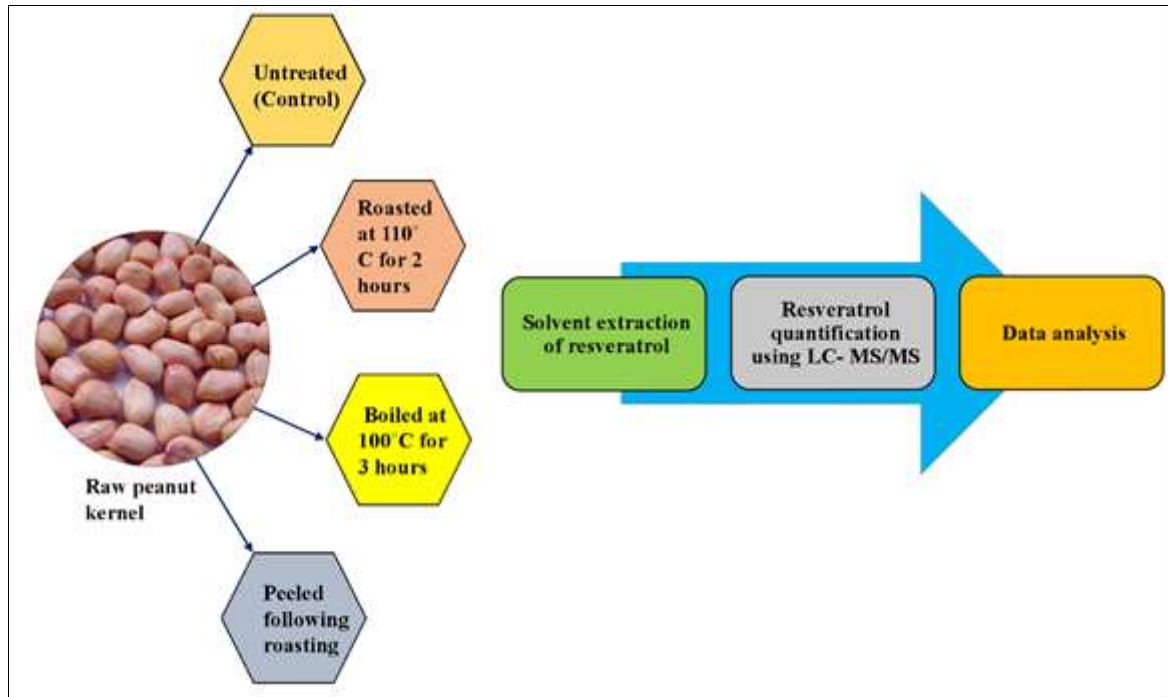 Untreated
(Control)
Roasted
at 110°
C for 2
hours
Boiled at
100°C for
3 hours
Peeled
following
roasting
Raw peanut
kernel
Solvent extraction
of resveratrol
Resveratrol
quantification
using LC- MS/MS
Data analysis